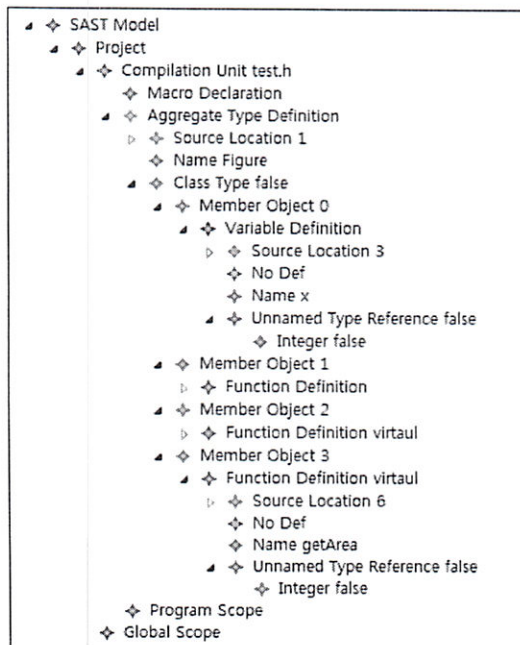 SAST Model
Project
Compilation Unit test.h
Macro Declaration
Aggregate Type Definition
Source Location 1
Name Figure
Class Type false
Member Object 0
Variable Definition
Source Location 3
No Def
Name x
Unnamed Type Reference false
Integer false
Member Object 1
Function Definition
Member Object 2
Function Definition virtaul
Member Object 3
Function Definition virtaul
Source Location 6
No Def
Name getArea
Unnamed Type Reference false
Integer false
Program Scope
Global Scope